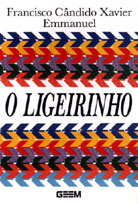 Francisco Cândido Xavier
Emmanuel
O LIGEIRINHO
GEEM